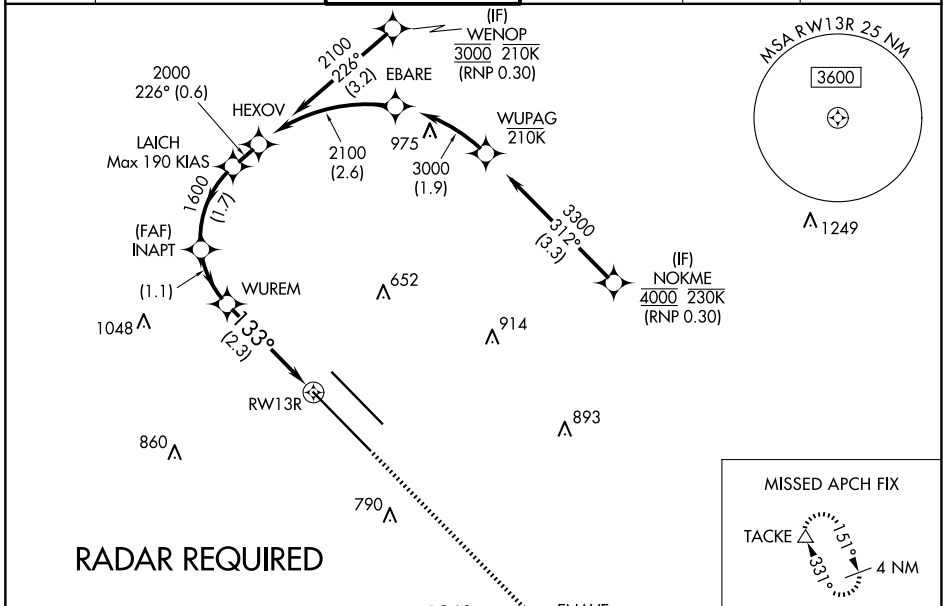 (IF)
WENOP
3000 210K
(RNP 0.30)
2100
226°
(3.2)
MSA RW13R 25 NM
3600
2000
226° (0.6)
HEXOV
EBARE
WUPAG
210K
LAICH
Max 190 KIAS
975
2100
(2.6)
3000
(1.9)
1600
(1.7)
3300
312°
(3.3)
1249
(FAF)
INAPT
(IF)
NOKME
4000 230K
(RNP 0.30)
(1.1)
WUREM
652
1048
133°
(2.3)
914
RW13R
893
860
790
MISSED APCH FIX
TACKE
151°
331°
4 NM
RADAR REQUIRED